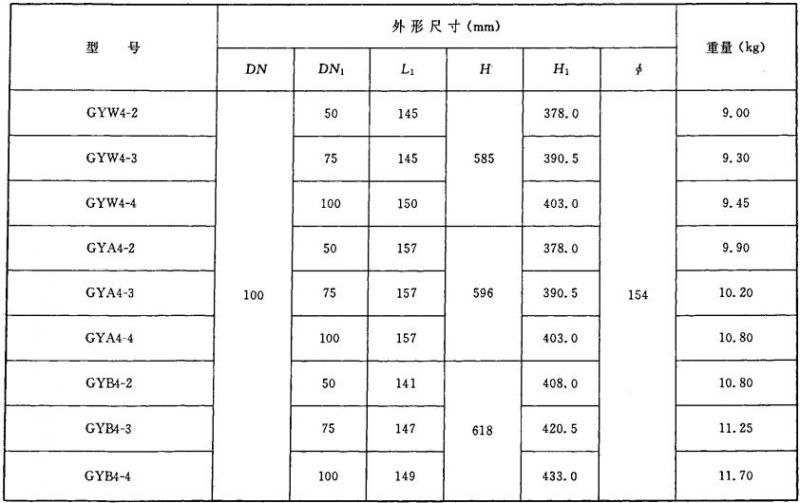 型 号 外形尺寸(mm) 重量(kg)
DN DN₁ L₁ H H₁ ϕ
GYW4-2 50 145 378.0 9.00
GYW4-3 75 145 585 390.5 9.30
GYW4-4 100 150 403.0 9.45
GYA4-2 50 157 378.0 9.90
GYA4-3 100 75 157 596 390.5 154 10.20
GYA4-4 100 157 403.0 10.80
GYB4-2 50 141 408.0 10.80
GYB4-3 75 147 618 420.5 11.25
GYB4-4 100 149 433.0 11.70